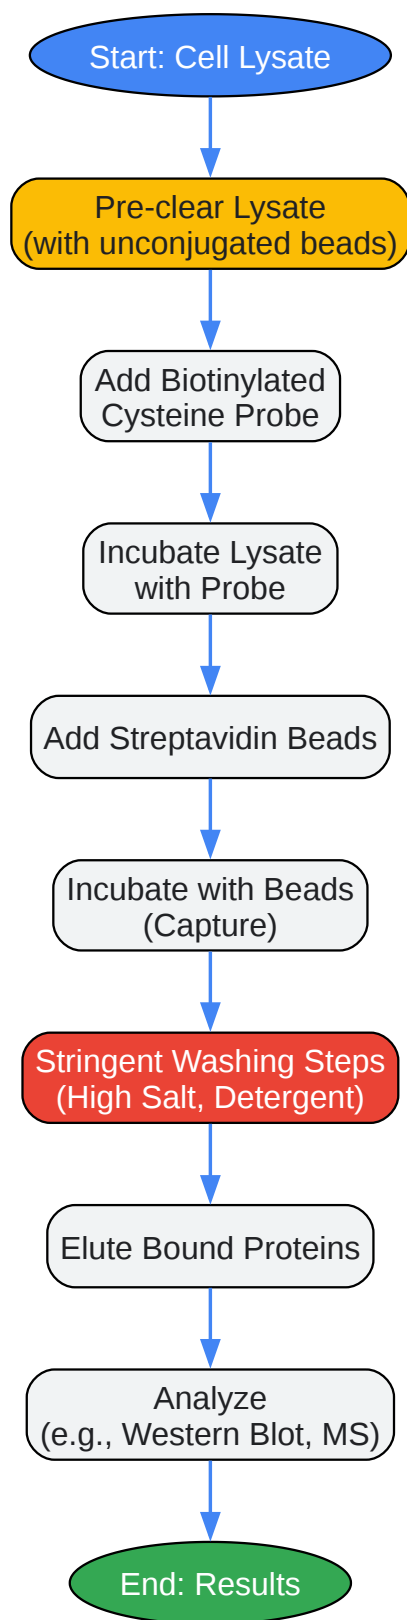 Start: Cell Lysate
Pre-clear Lysate
(with unconjugated beads)
Add Biotinylated
Cysteine Probe
Incubate Lysate
with Probe
Add Streptavidin Beads
Incubate with Beads
(Capture)
Stringent Washing Steps
(High Salt, Detergent)
Elute Bound Proteins
Analyze
(e.g., Western Blot, MS)
End: Results